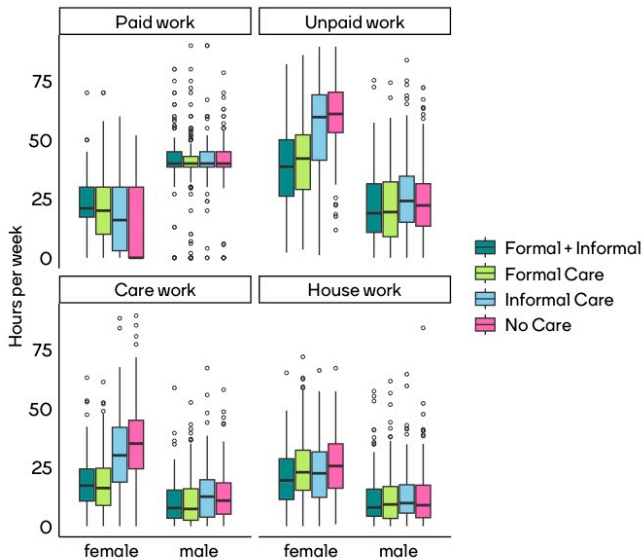 Paid work
Unpaid work
75
50
25
0
Hours per week
Formal + Informal
Formal Care
Informal Care
No Care
Care work
House work
75
50
25
0
female
male
female
male